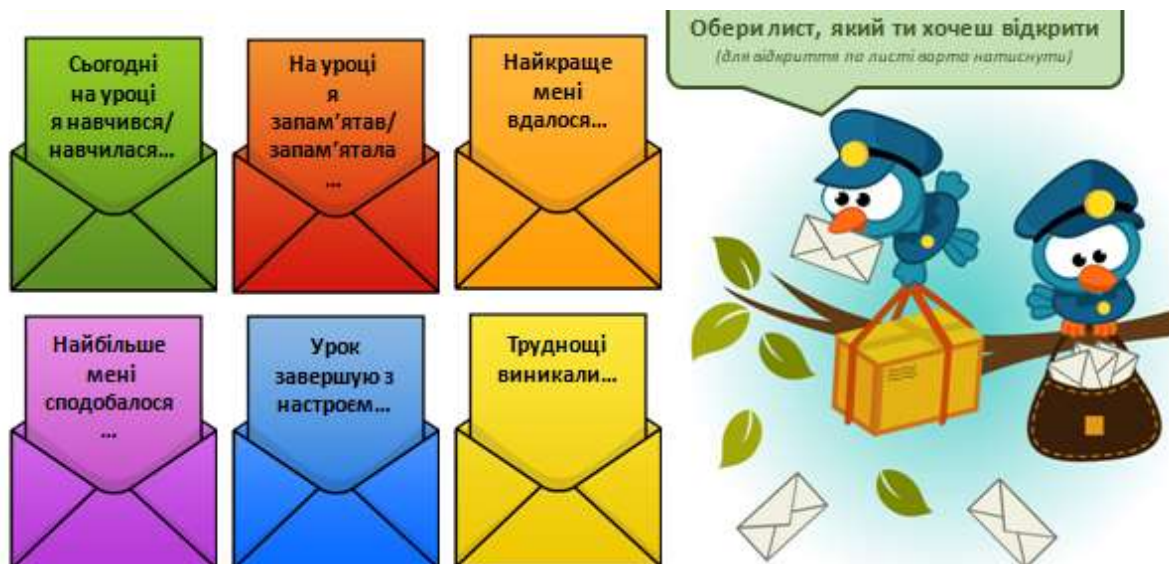 Сьогодні
на уроці
я навчився/
навчилася...
На уроці
я
запам’ятав/
запам’ятала
...
Найкраще
мені
вдалося...
Обери лист, який ти хочеш відкрити
(для відкриття по листі варто натиснути)
Найбільше
мені
сподобалося
...
Урок
завершую з
настроєм...
Труднощі
виникали...